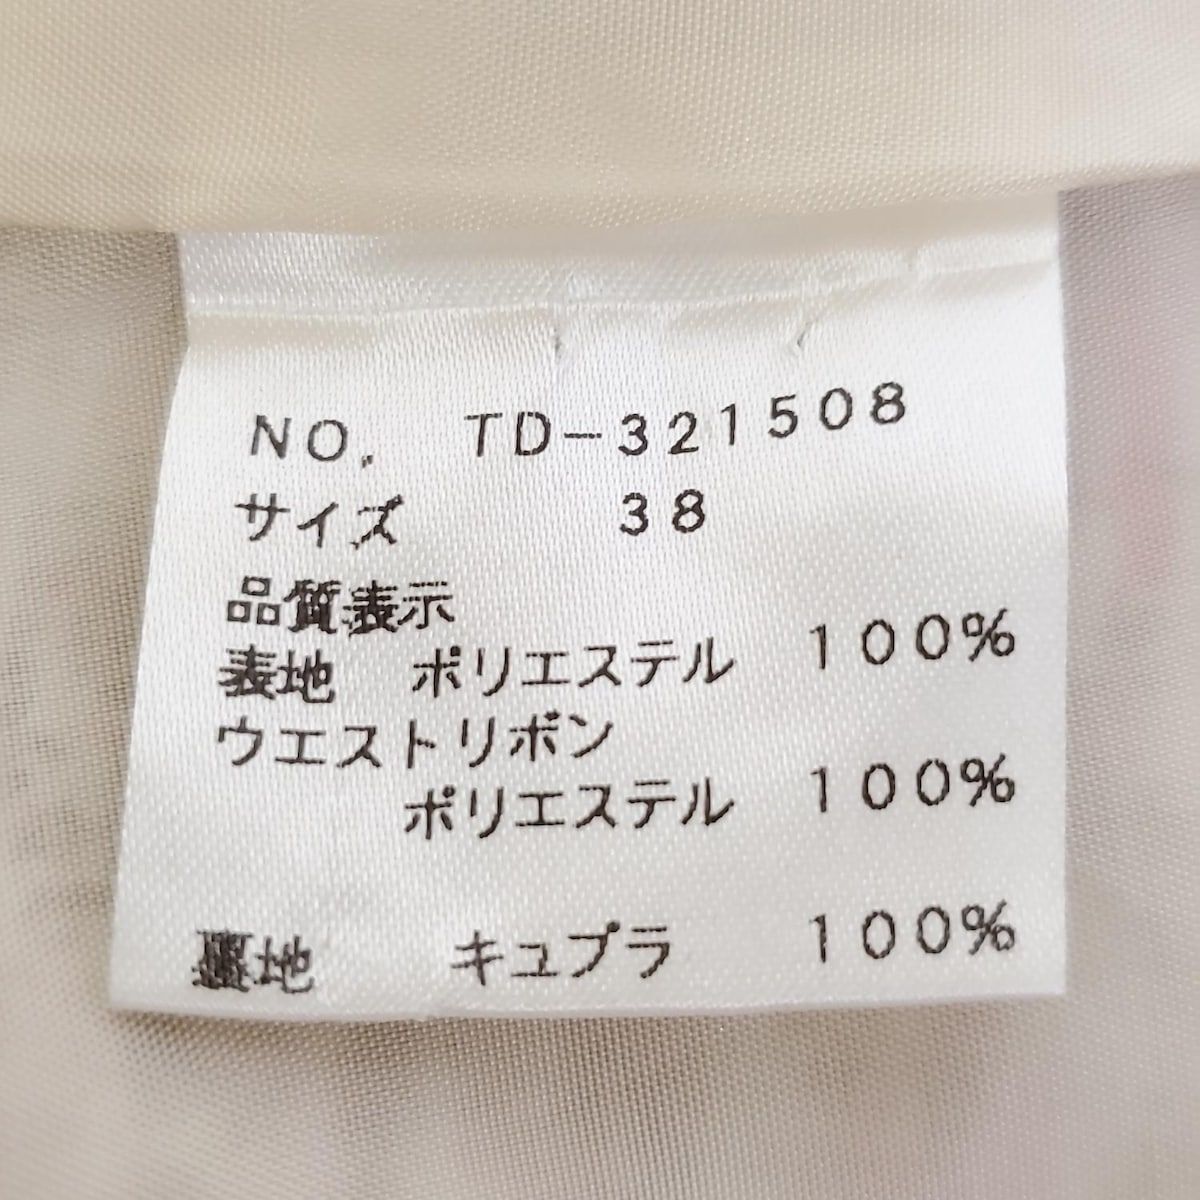 NO. TD-321508
サイズ 38
品質表示
表地 ポリエステル 100%
ウエストリボン
ポリエステル 100%
裏地 キュプラ 100%